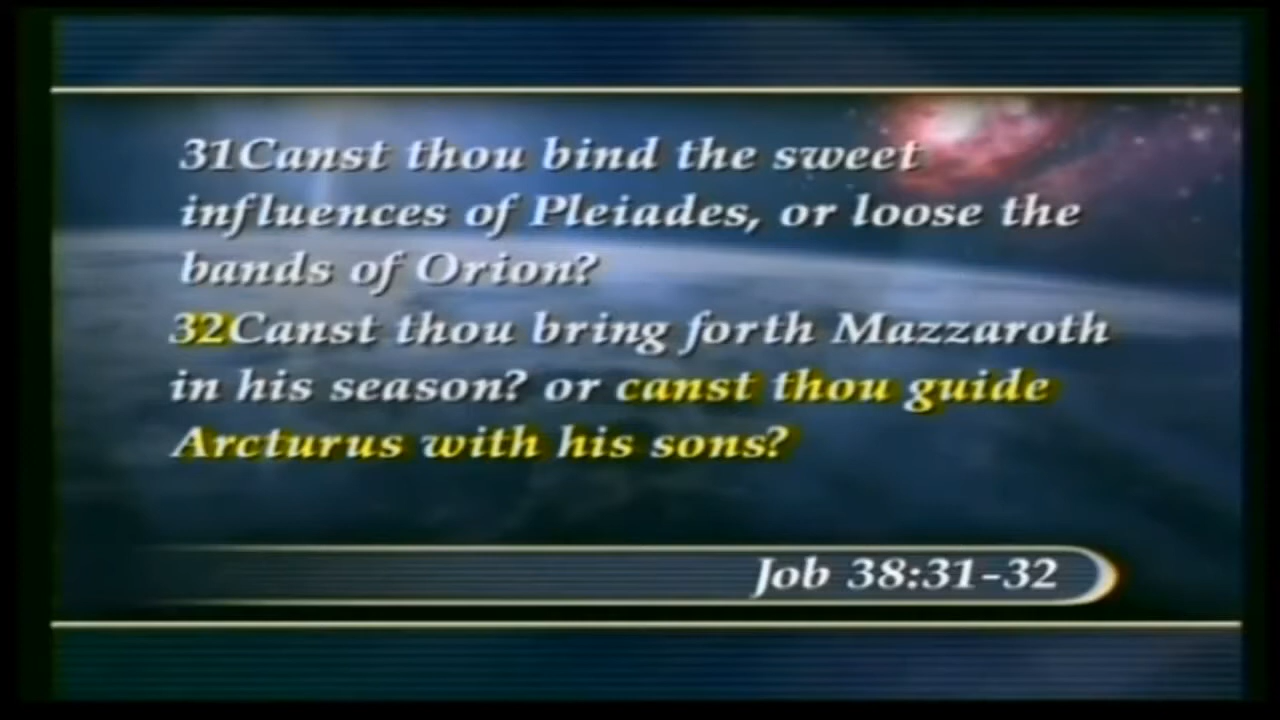 31Canst thou bind the sweet
influences of Pleiades, or loose the
bands of Orion?
32Canst thou bring forth Mazzaroth
in his season? or canst thou guide
Arcturus with his sons?
Job 38:31-32